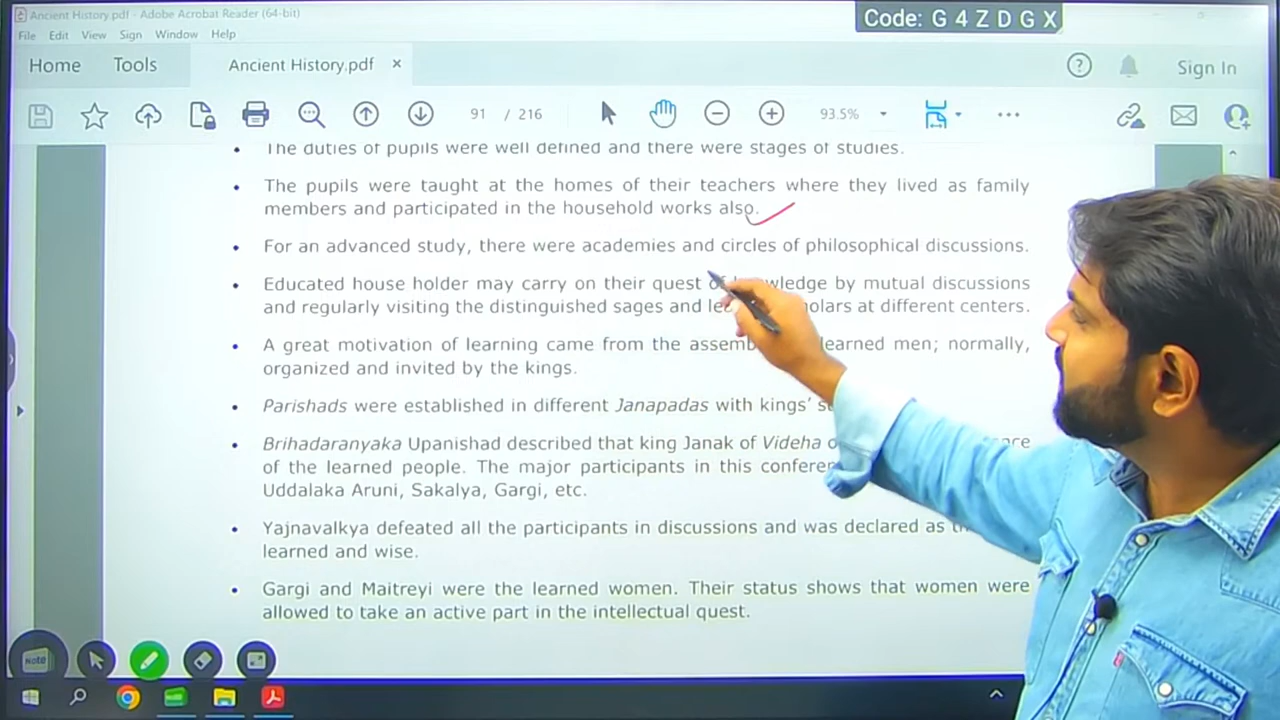 Ancient History.pdf - Adobe Acrobat Reader (64-bit)
Code: G 4 Z D G X
File Edit View Sign Window Help
Home Tools Ancient History.pdf × Sign In
91 / 216 93.5%
The duties of pupils were well defined and there were stages of studies.
• The pupils were taught at the homes of their teachers where they lived as family
members and participated in the household works also.
• For an advanced study, there were academies and circles of philosophical discussions.
• Educated house holder may carry on their quest of by mutual discussions
and regularly visiting the distinguished sages and at different centers.
• A great motivation of learning came from the learned men; normally,
organized and invited by the kings.
• Parishads were established in different Janapadas with kings'
• Brihadaranyaka Upanishad described that king Janak of Videha
of the learned people. The major participants in this
Uddalaka Aruni, Sakalya, Gargi, etc.
• Yajnavalkya defeated all the participants in discussions and was declared as
learned and wise.
• Gargi and Maitreyi were the learned women. Their status shows that women were
allowed to take an active part in the intellectual quest.
Note